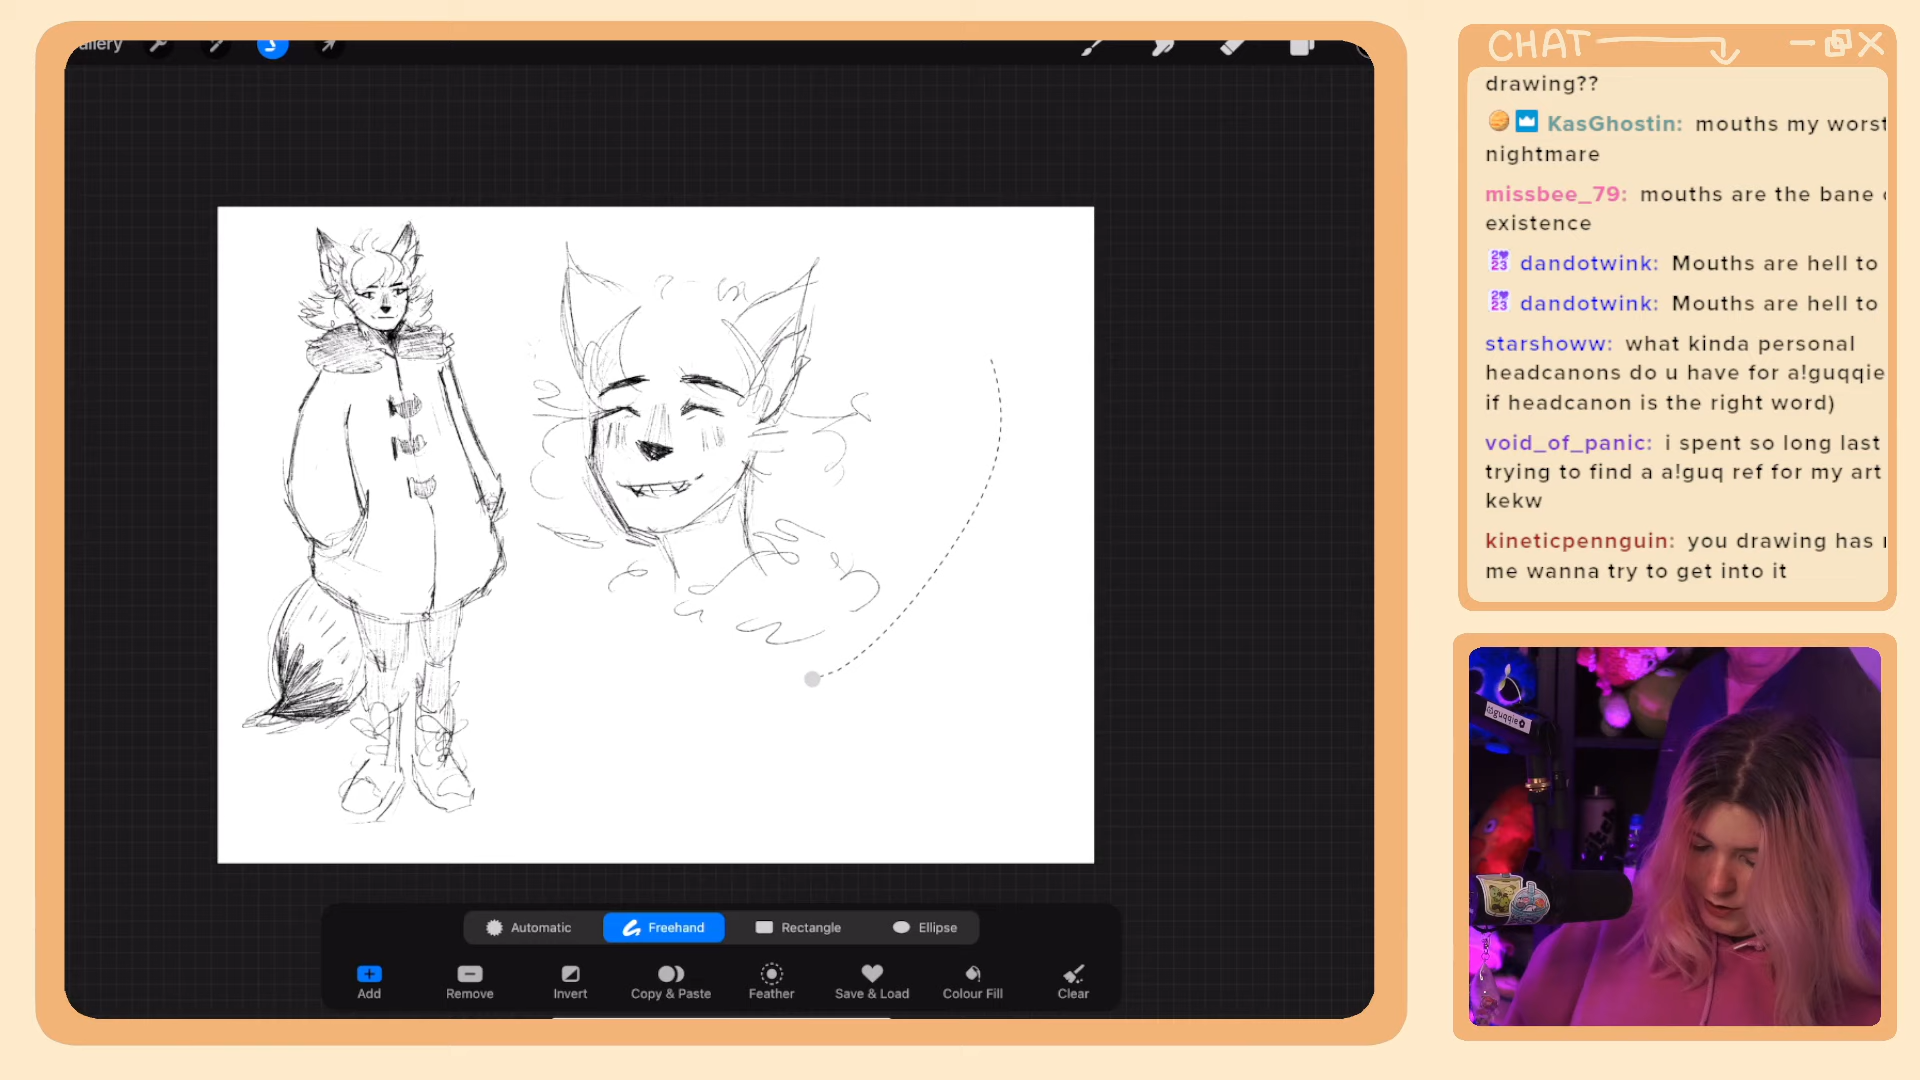 allery
CHAT
drawing??
KasGhostin: mouths my worst
nightmare
missbee_79: mouths are the bane
existence
23
dandotwink: Mouths are hell to
23
dandotwink: Mouths are hell to
starshoww: what kinda personal
headcanons do u have for a!guqqie
if headcanon is the right word)
void_of_panic: i spent so long last
trying to find a a!guq ref for my art
kekw
kineticpennguin: you drawing has
me wanna try to get into it
@guqqie
Automatic
Freehand
Rectangle
Ellipse
Add
Remove
Invert
Copy & Paste
Feather
Save & Load
Colour Fill
Clear